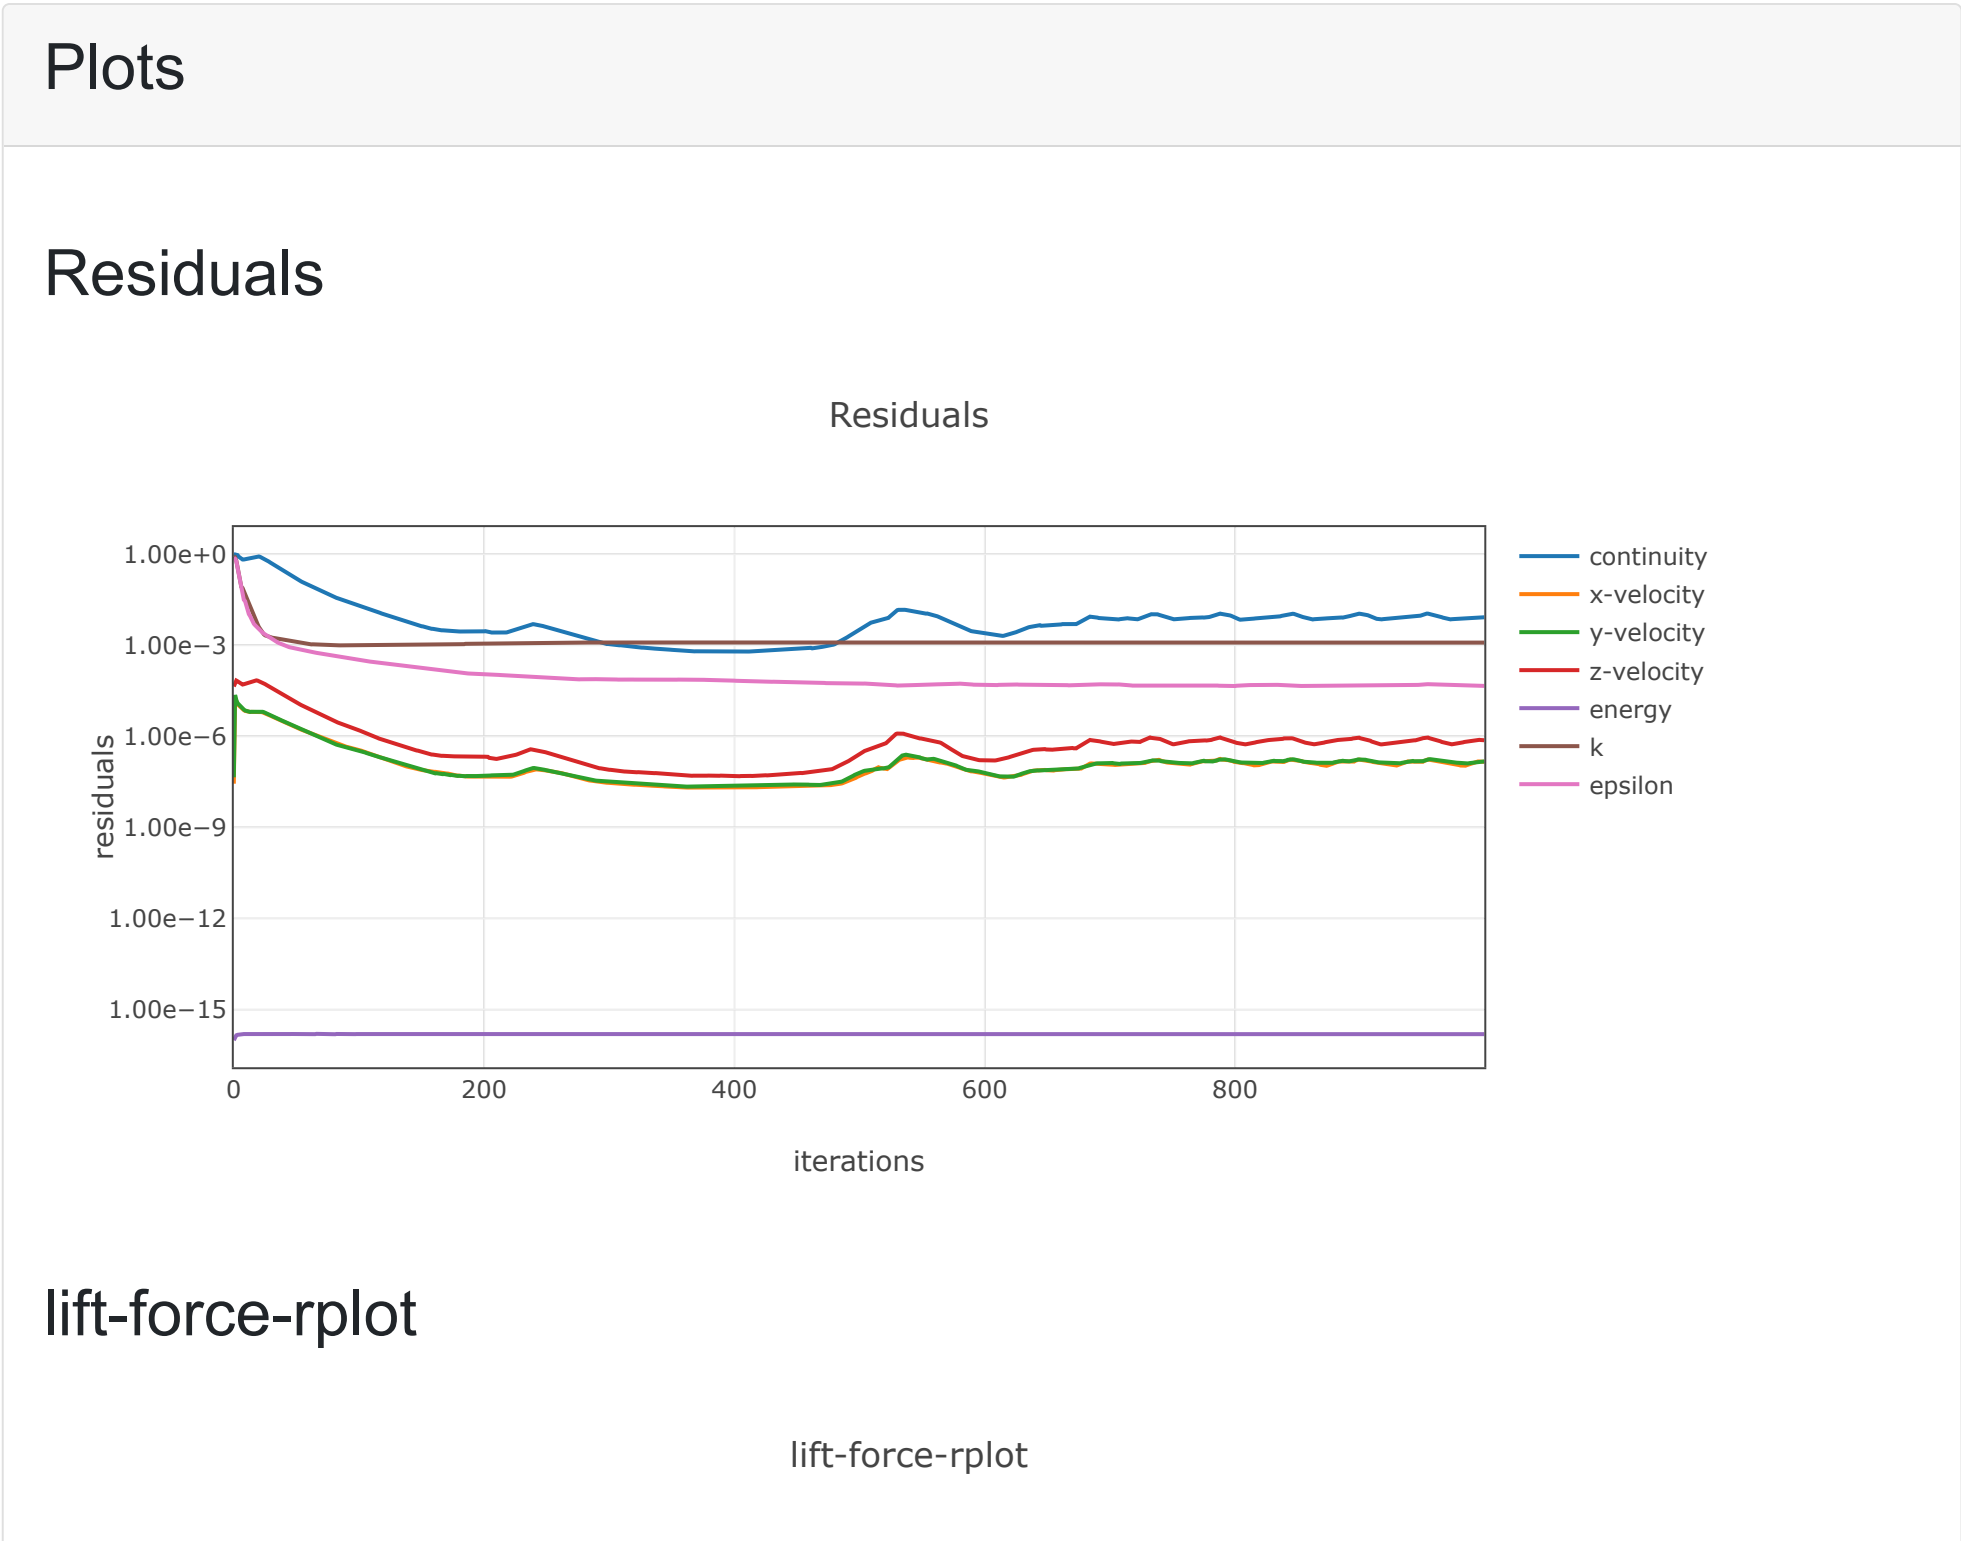 Plots
Residuals
Residuals
1.00e+0
1.00e−3
1.00e−6
1.00e−9
1.00e−12
1.00e−15
residuals
0 200 400 600 800
iterations
continuity
x-velocity
y-velocity
z-velocity
energy
k
epsilon
lift-force-rplot
lift-force-rplot